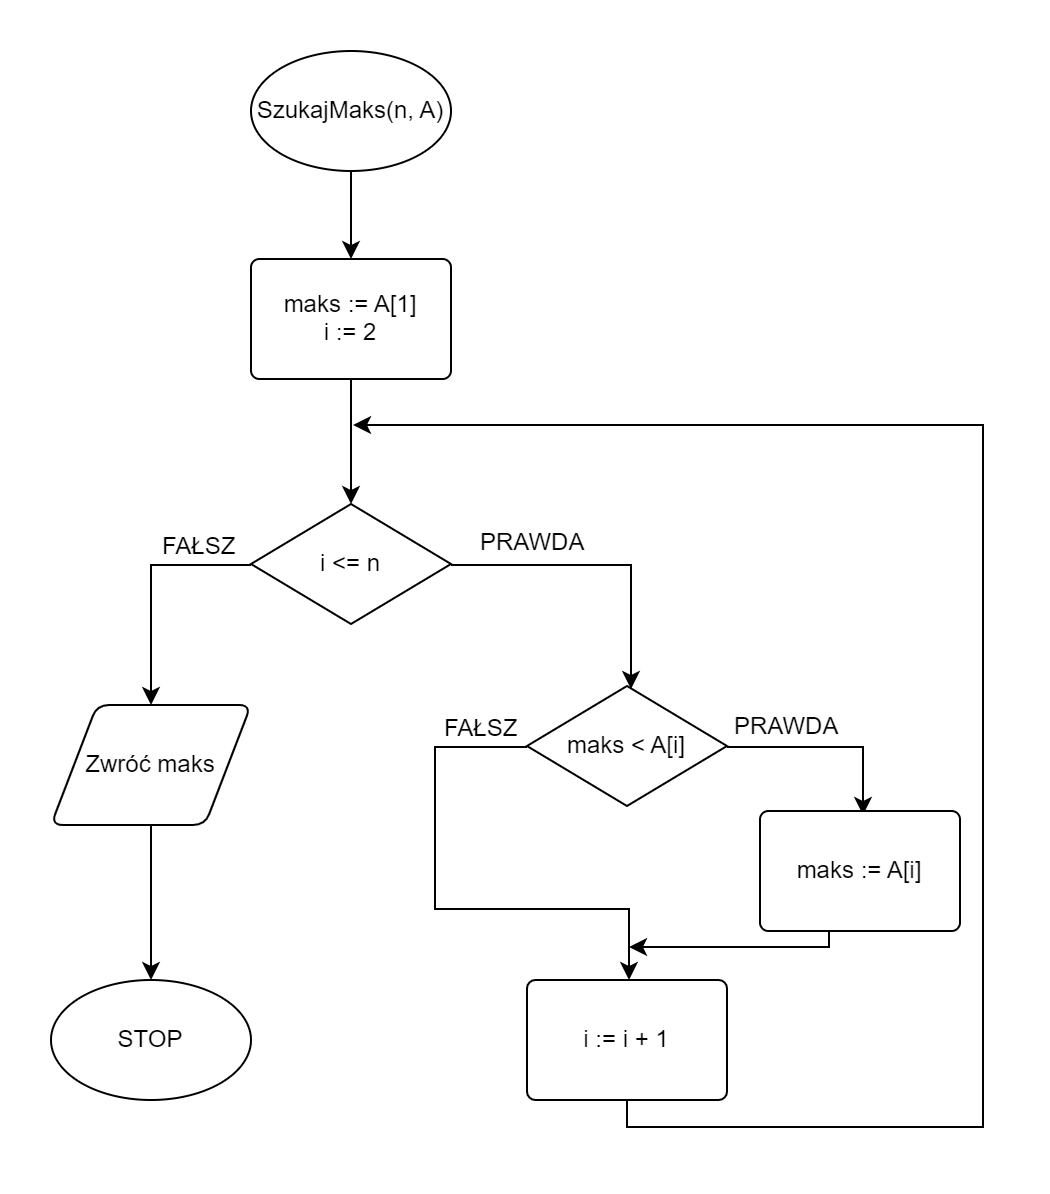 SzukajMaks(n, A)
maks := A[1]
i := 2
i <= n
FAŁSZ
PRAWDA
Zwróć maks
STOP
maks < A[i]
FAŁSZ
PRAWDA
maks := A[i]
i := i + 1